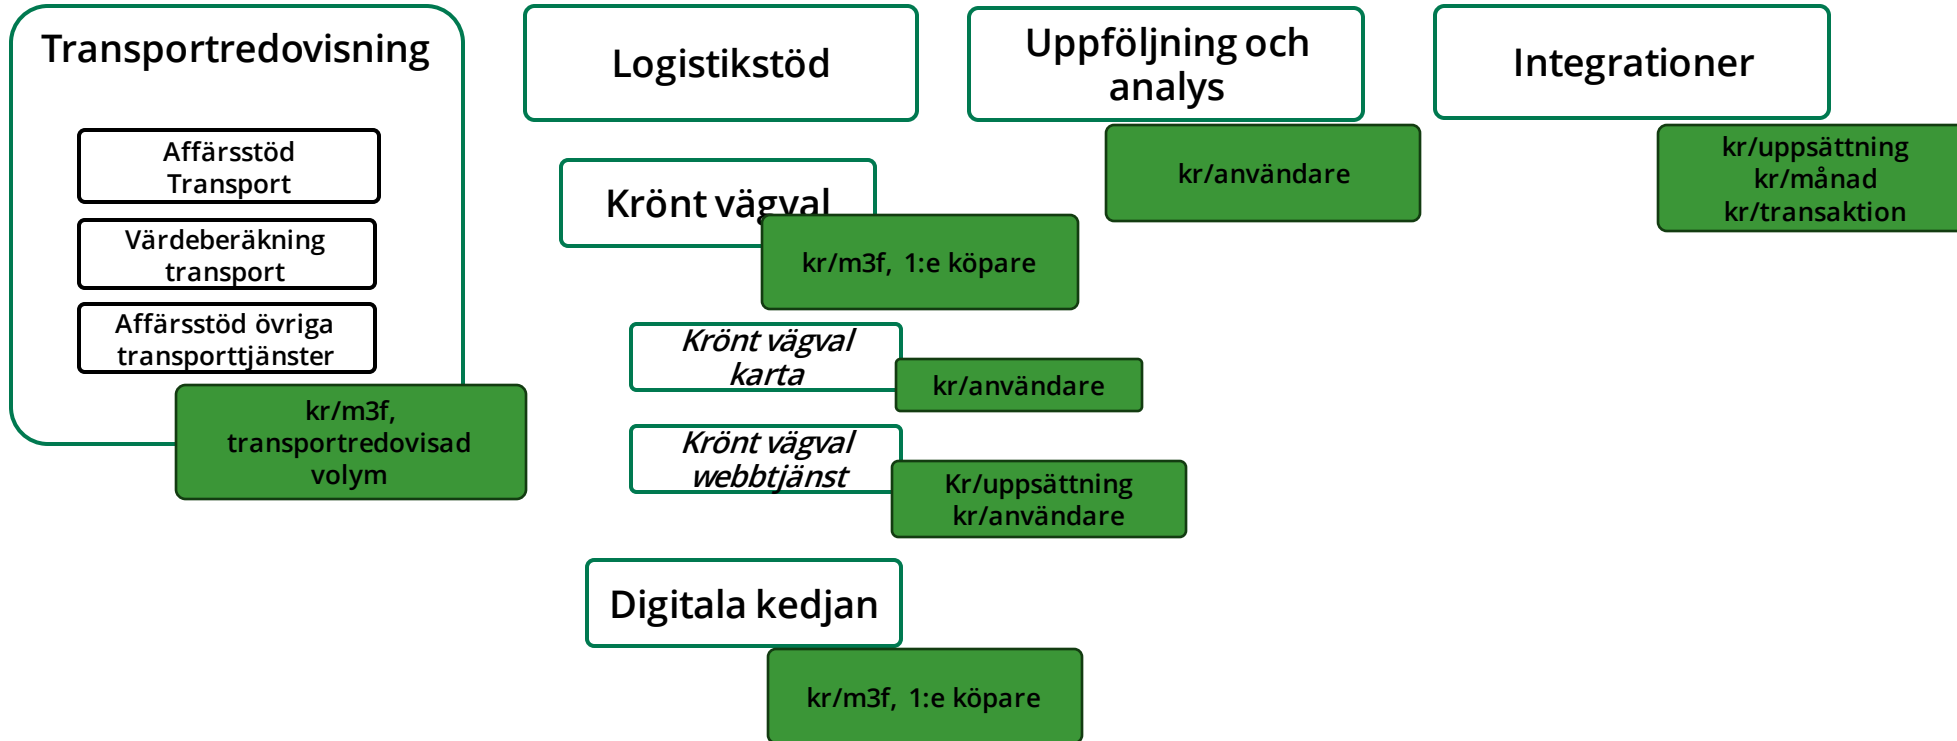 Transportredovisning
Affärsstöd
Transport
Värdeberäkning
transport
Affärsstöd övriga
transporttjänster
kr/m3f,
transportredovisad
volym
Logistikstöd
Krönt vägval
kr/m3f, 1:e köpare
Krönt vägval
karta
kr/användare
Krönt vägval
webbtjänst
Kr/uppsättning
kr/användare
Digitala kedjan
kr/m3f, 1:e köpare
Uppföljning och
analys
kr/användare
Integrationer
kr/uppsättning
kr/månad
kr/transaktion